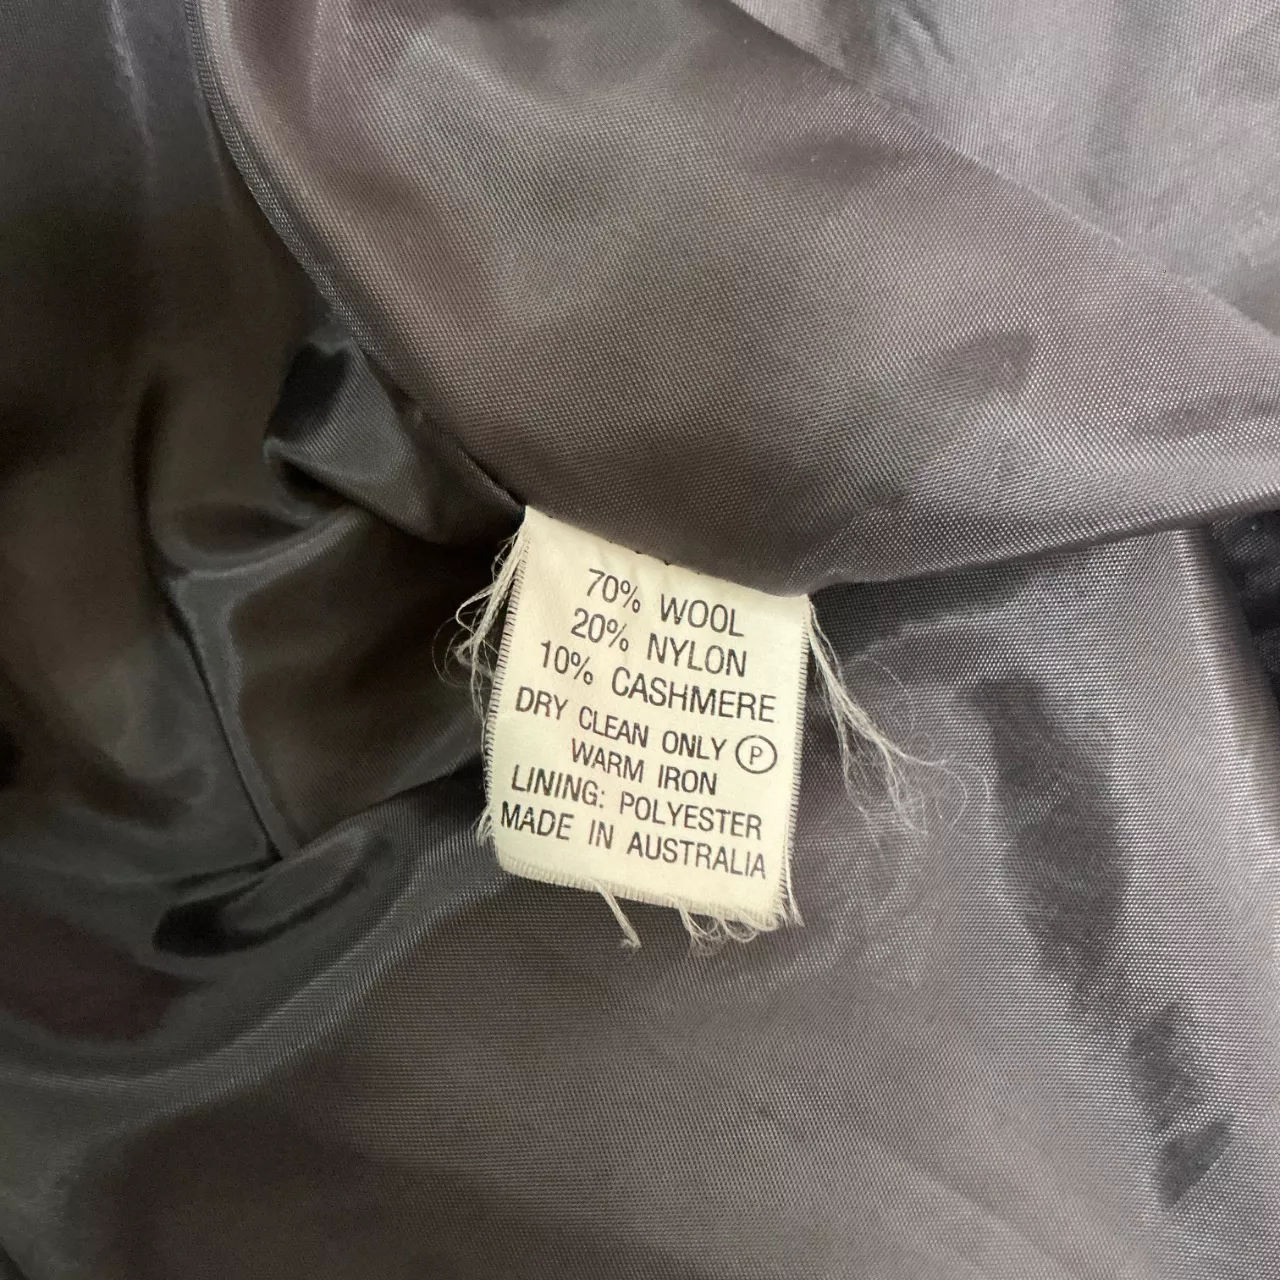 70% WOOL
20% NYLON
10% CASHMERE
DRY CLEAN ONLY Ⓟ
WARM IRON
LINING: POLYESTER
MADE IN AUSTRALIA